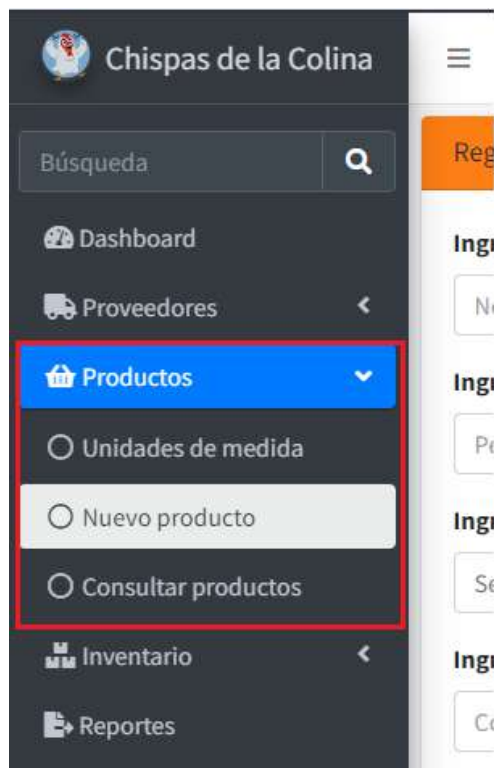 Chispas de la Colina
Búsqueda
Dashboard
Proveedores
Productos
Unidades de medida
Nuevo producto
Consultar productos
Inventario
Reportes